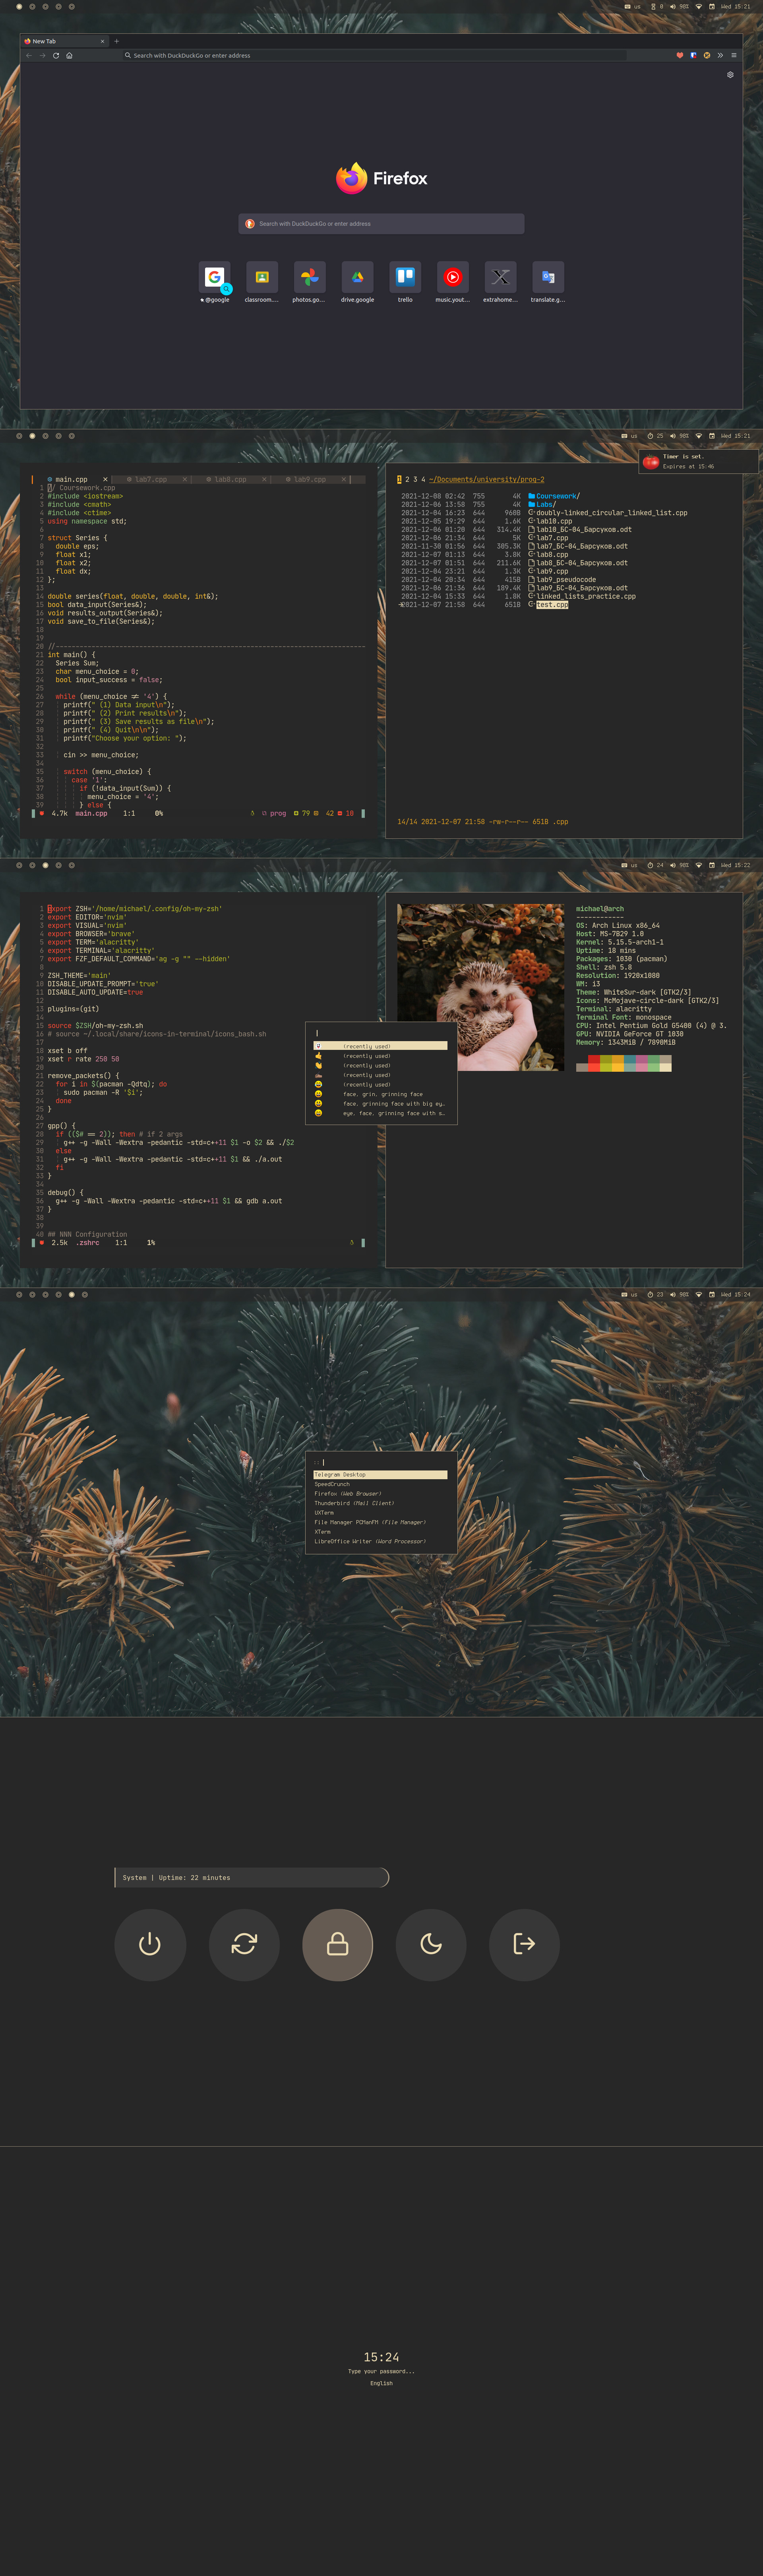 us 0 90% Wed 15:21
New Tab
Search with DuckDuckGo or enter address
Firefox
Search with DuckDuckGo or enter address
@google classroom.... photos.go... drive.google trello music.yout... extrahome... translate.g...
us 25 90% Wed 15:21
Timer is set.
Expires at 15:46
main.cpp lab7.cpp lab8.cpp lab9.cpp
1 // Coursework.cpp
2 #include <iostream>
3 #include <cmath>
4 #include <ctime>
5 using namespace std;
6
7 struct Series {
8 double eps;
9 float x1;
10 float x2;
11 float dx;
12 };
13
14 double series(float, double, double, int&);
15 bool data_input(Series&);
16 void results_output(Series&);
17 void save_to_file(Series&);
18
19
20 //------------------------------------------------------------------------------
21 int main() {
22 Series Sum;
23 char menu_choice = 0;
24 bool input_success = false;
25
26 while (menu_choice != '4') {
27 printf(" (1) Data input\n");
28 printf(" (2) Print results\n");
29 printf(" (3) Save results as file\n");
30 printf(" (4) Quit\n\n");
31 printf("Choose your option: ");
32
33 cin >> menu_choice;
34
35 switch (menu_choice) {
36 case '1':
37 if (!data_input(Sum)) {
38 menu_choice = '4';
39 } else {
4.7k main.cpp 1:1 0% prog 79 42 18
1 2 3 4 ~/Documents/university/prog-2
2021-12-08 02:42 755 4K Coursework/
2021-12-06 13:58 755 4K Labs/
2021-12-04 16:23 644 960B doubly-linked_circular_linked_list.cpp
2021-12-05 19:29 644 1.6K lab10.cpp
2021-12-06 01:20 644 314.4K lab10_БС-04_Барсуков.odt
2021-12-06 21:34 644 5K lab7.cpp
2021-11-30 01:56 644 305.3K lab7_БС-04_Барсуков.odt
2021-12-07 01:13 644 3.8K lab8.cpp
2021-12-07 01:51 644 211.6K lab8_БС-04_Барсуков.odt
2021-12-04 23:21 644 1.3K lab9.cpp
2021-12-04 20:34 644 415B lab9_pseudocode
2021-12-06 21:36 644 189.4K lab9_БС-04_Барсуков.odt
2021-12-04 15:33 644 1.8K linked_lists_practice.cpp
2021-12-07 21:58 644 651B test.cpp
14/14 2021-12-07 21:58 -rw-r--r-- 651B .cpp
us 24 90% Wed 15:22
1 export ZSH='/home/michael/.config/oh-my-zsh'
2 export EDITOR='nvim'
3 export VISUAL='nvim'
4 export BROWSER='brave'
5 export TERM='alacritty'
6 export TERMINAL='alacritty'
7 export FZF_DEFAULT_COMMAND='ag -g "" --hidden'
8
9 ZSH_THEME='main'
10 DISABLE_UPDATE_PROMPT='true'
11 DISABLE_AUTO_UPDATE=true
12
13 plugins=(git)
14
15 source $ZSH/oh-my-zsh.sh
16 # source ~/.local/share/icons-in-terminal/icons_bash.sh
17
18 xset b off
19 xset r rate 250 50
20
21 remove_packets() {
22 for i in $(pacman -Qdtq); do
23 sudo pacman -R '$i';
24 done
25 }
26
27 gpp() {
28 if (($# == 2)); then # if 2 args
29 g++ -g -Wall -Wextra -pedantic -std=c++11 $1 -o $2 && ./$2
30 else
31 g++ -g -Wall -Wextra -pedantic -std=c++11 $1 && ./a.out
32 fi
33 }
34
35 debug() {
36 g++ -g -Wall -Wextra -pedantic -std=c++11 $1 && gdb a.out
37 }
38
39
40 ## NNN Configuration
2.5k .zshrc 1:1 1%
(recently used)
(recently used)
(recently used)
(recently used)
(recently used)
face, grin, grinning face
face, grinning face with big ey…
eye, face, grinning face with s…
michael@arch
------------
OS: Arch Linux x86_64
Host: MS-7B29 1.0
Kernel: 5.15.5-arch1-1
Uptime: 18 mins
Packages: 1030 (pacman)
Shell: zsh 5.8
Resolution: 1920x1080
WM: i3
Theme: WhiteSur-dark [GTK2/3]
Icons: McMojave-circle-dark [GTK2/3]
Terminal: alacritty
Terminal Font: monospace
CPU: Intel Pentium Gold G5400 (4) @ 3.
GPU: NVIDIA GeForce GT 1030
Memory: 1343MiB / 7890MiB
us 23 90% Wed 15:24
::
Telegram Desktop
SpeedCrunch
Firefox (Web Browser)
Thunderbird (Mail Client)
UXTerm
File Manager PCManFM (File Manager)
XTerm
LibreOffice Writer (Word Processor)
System | Uptime: 22 minutes
15:24
Type your password...
English